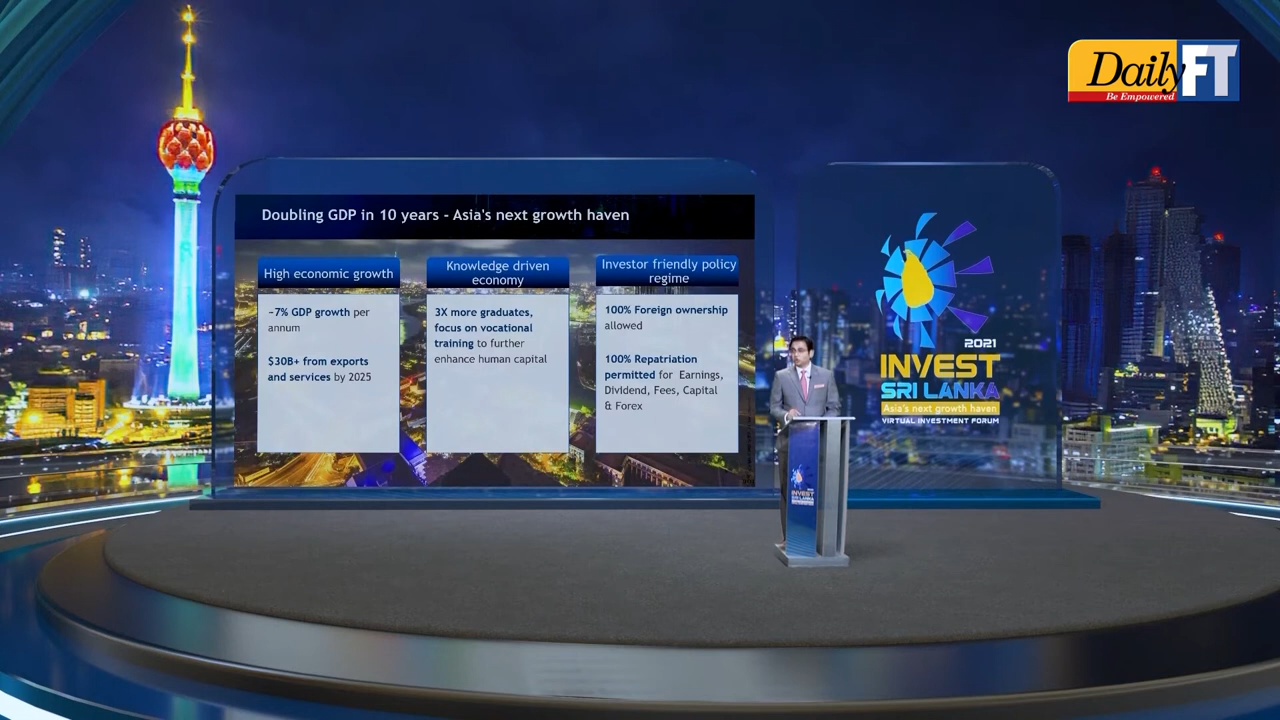 Daily FT
Be Empowered
Doubling GDP in 10 years - Asia's next growth haven
High economic growth
~7% GDP growth per
annum
$30B+ from exports
and services by 2025
Knowledge driven
economy
3X more graduates,
focus on vocational
training to further
enhance human capital
Investor friendly policy
regime
100% Foreign ownership
allowed
100% Repatriation
permitted for Earnings,
Dividend, Fees, Capital
& Forex
2021
INVEST
SRI LANKA
Asia's next growth haven
VIRTUAL INVESTMENT FORUM
INVEST
SRI LANKA